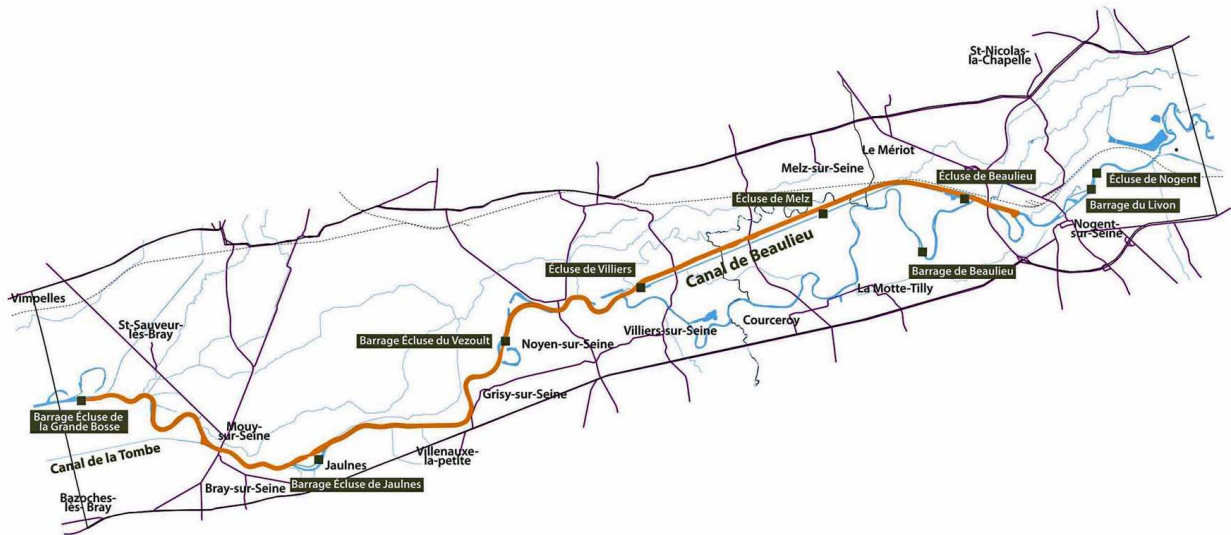 St-Nicolas-
la-Chapelle
Le Mériot
Melz-sur-Seine
Écluse de Beaulieu
Écluse de Nogent
Écluse de Melz
Barrage du Livon
Nogent-
sur-Seine
Canal de Beaulieu
Barrage de Beaulieu
Écluse de Villiers
La Motte-Tilly
Vimpelles
Courceroy
St-Sauveur-
lès-Bray
Villiers-sur-Seine
Barrage Écluse du Vezoult
Noyen-sur-Seine
Grisy-sur-Seine
Barrage Écluse de
la Grande Bosse
Mouy-
sur-Seine
Villenauxe-
la-petite
Canal de la Tombe
Jaulnes
Barrage Écluse de Jaulnes
Bray-sur-Seine
Bazoches-
lès-Bray